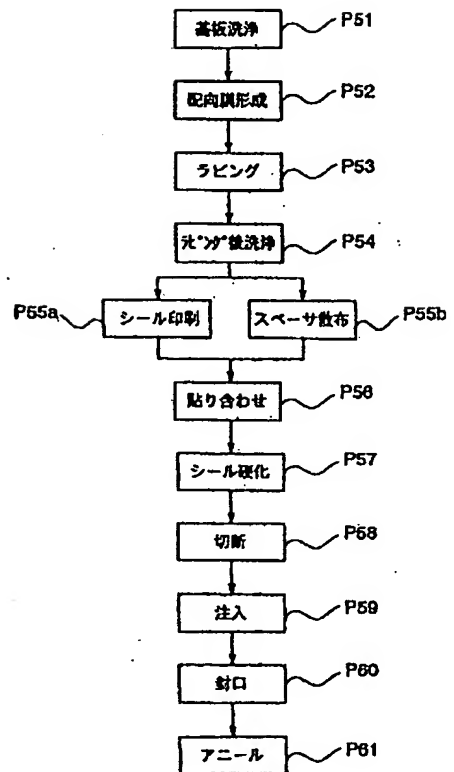 基板洗浄 P51
配向膜形成 P52
ラビング P53
ﾗﾋﾞﾝｸﾞ後洗浄 P54
P55a シール印刷 スペーサ散布 P55b
貼り合わせ P56
シール硬化 P57
切断 P58
注入 P59
封口 P60
アニール P61